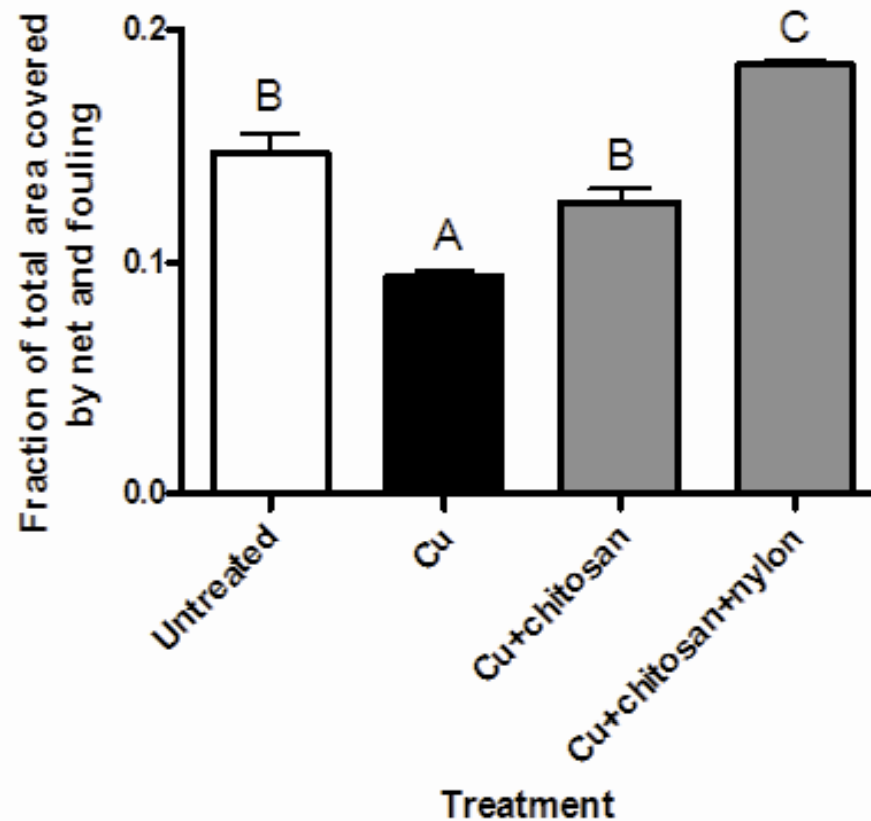 Fraction of total area covered
by net and fouling
0.2
0.1
0.0
B
A
B
C
Untreated
Cu
Cu+chitosan
Cu+chitosan+nylon
Treatment